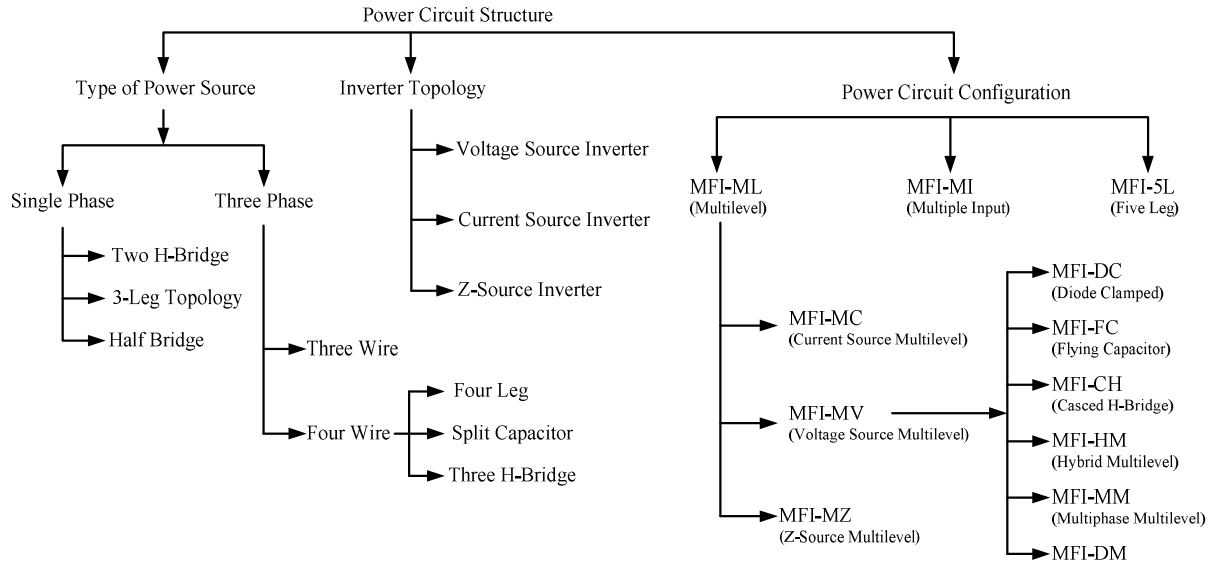 Power Circuit Structure
Type of Power Source
Single Phase
Two H-Bridge
3-Leg Topology
Half Bridge
Three Phase
Three Wire
Four Wire
Four Leg
Split Capacitor
Three H-Bridge
Inverter Topology
Voltage Source Inverter
Current Source Inverter
Z-Source Inverter
Power Circuit Configuration
MFI-ML
(Multilevel)
MFI-MC
(Current Source Multilevel)
MFI-MV
(Voltage Source Multilevel)
MFI-DC
(Diode Clamped)
MFI-FC
(Flying Capacitor)
MFI-CH
(Casced H-Bridge)
MFI-HM
(Hybrid Multilevel)
MFI-MM
(Multiphase Multilevel)
MFI-DM
MFI-MZ
(Z-Source Multilevel)
MFI-MI
(Multiple Input)
MFI-5L
(Five Leg)